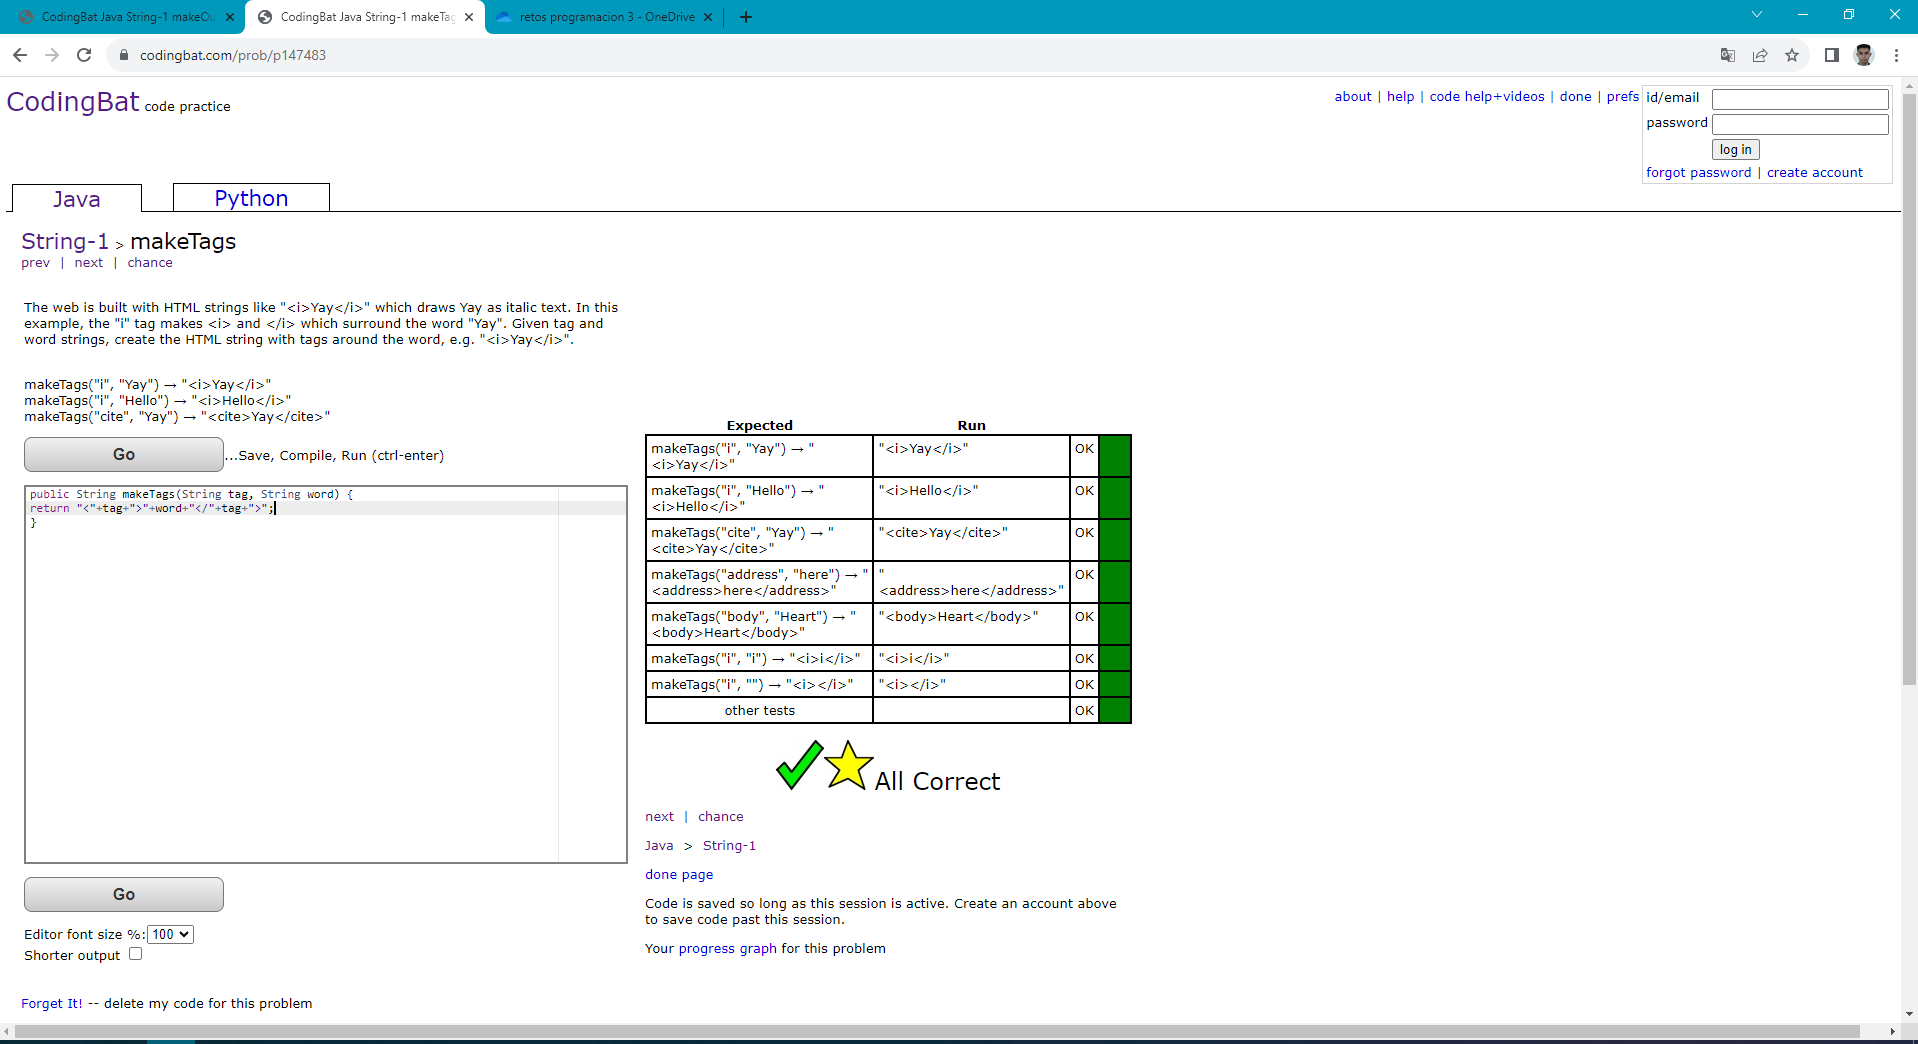 CodingBat Java String-1 makeOu
CodingBat Java String-1 makeTag
retos programacion 3 - OneDrive
codingbat.com/prob/p147483
CodingBat code practice
about | help | code help+videos | done | prefs
id/email
password
log in
forgot password | create account
Java
Python
String-1 > makeTags
prev | next | chance
The web is built with HTML strings like "<i>Yay</i>" which draws Yay as italic text. In this
example, the "i" tag makes <i> and </i> which surround the word "Yay". Given tag and
word strings, create the HTML string with tags around the word, e.g. "<i>Yay</i>".
makeTags("i", "Yay") → "<i>Yay</i>"
makeTags("i", "Hello") → "<i>Hello</i>"
makeTags("cite", "Yay") → "<cite>Yay</cite>"
Go
...Save, Compile, Run (ctrl-enter)
public String makeTags(String tag, String word) {
return "<"+tag+">"+word+"</"+tag+">";
}
Go
Editor font size %: 100
Shorter output
Forget It! -- delete my code for this problem
Expected Run
makeTags("i", "Yay") → "
<i>Yay</i>"
"<i>Yay</i>"
OK
makeTags("i", "Hello") → "
<i>Hello</i>"
"<i>Hello</i>"
OK
makeTags("cite", "Yay") → "
<cite>Yay</cite>"
"<cite>Yay</cite>"
OK
makeTags("address", "here") → "
<address>here</address>"
"
<address>here</address>"
OK
makeTags("body", "Heart") → "
<body>Heart</body>"
"<body>Heart</body>"
OK
makeTags("i", "i") → "<i>i</i>"
"<i>i</i>"
OK
makeTags("i", "") → "<i></i>"
"<i></i>"
OK
other tests
OK
All Correct
next | chance
Java > String-1
done page
Code is saved so long as this session is active. Create an account above
to save code past this session.
Your progress graph for this problem